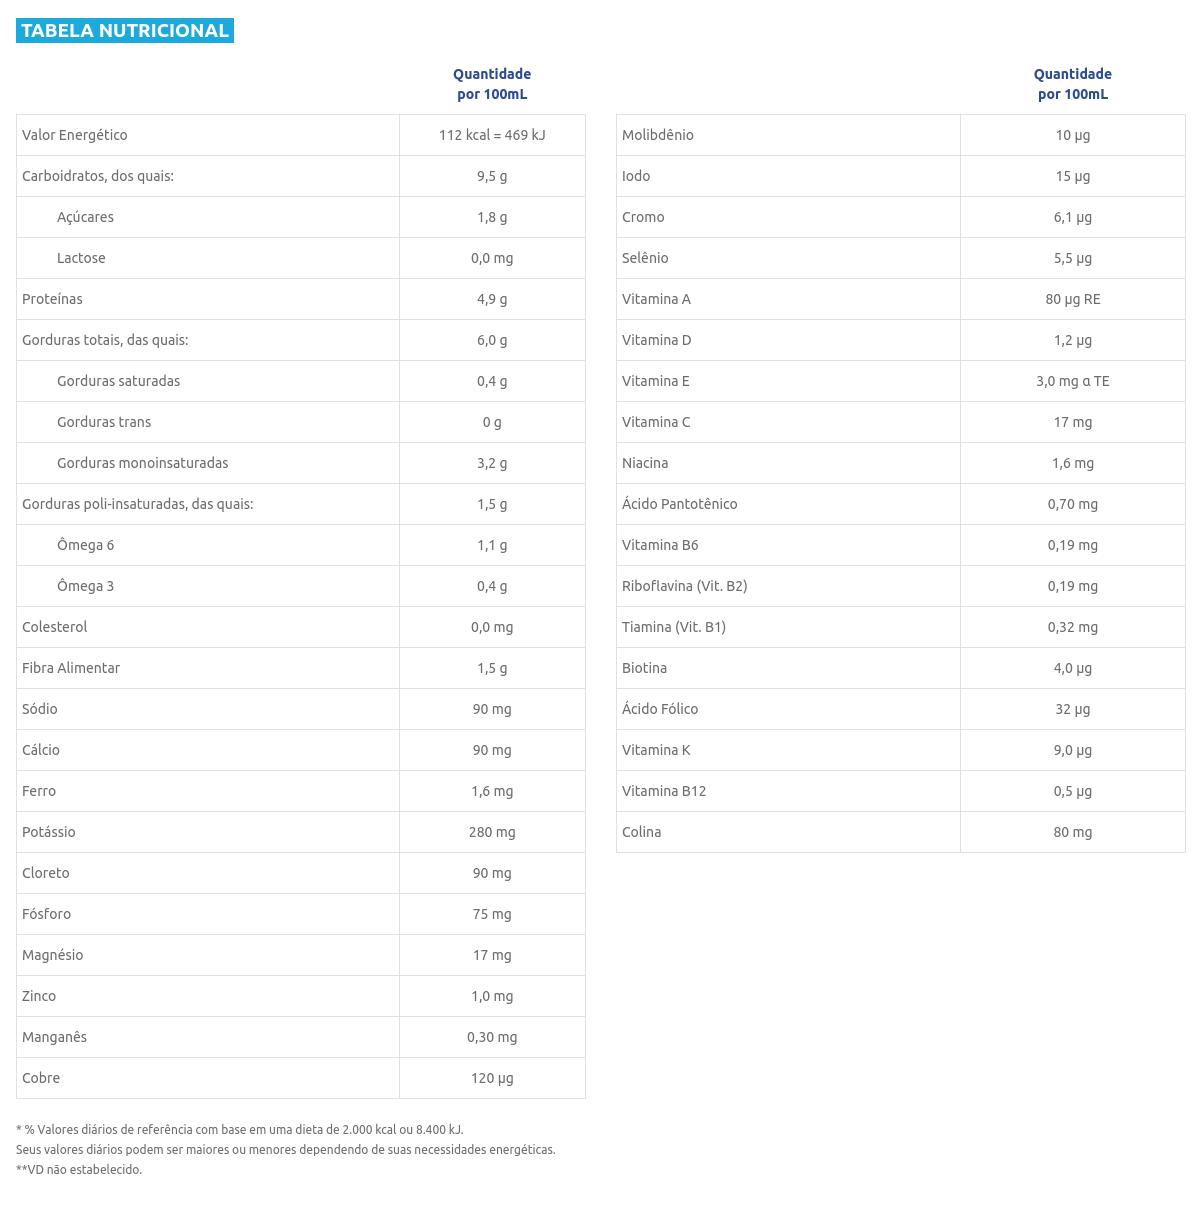 TABELA NUTRICIONAL
Quantidade
por 100mL
Valor Energético 112 kcal = 469 kJ
Carboidratos, dos quais: 9,5 g
Açúcares 1,8 g
Lactose 0,0 mg
Proteínas 4,9 g
Gorduras totais, das quais: 6,0 g
Gorduras saturadas 0,4 g
Gorduras trans 0 g
Gorduras monoinsaturadas 3,2 g
Gorduras poli-insaturadas, das quais: 1,5 g
Ômega 6 1,1 g
Ômega 3 0,4 g
Colesterol 0,0 mg
Fibra Alimentar 1,5 g
Sódio 90 mg
Cálcio 90 mg
Ferro 1,6 mg
Potássio 280 mg
Cloreto 90 mg
Fósforo 75 mg
Magnésio 17 mg
Zinco 1,0 mg
Manganês 0,30 mg
Cobre 120 µg
Quantidade
por 100mL
Molibdênio 10 µg
Iodo 15 µg
Cromo 6,1 µg
Selênio 5,5 µg
Vitamina A 80 µg RE
Vitamina D 1,2 µg
Vitamina E 3,0 mg α TE
Vitamina C 17 mg
Niacina 1,6 mg
Ácido Pantotênico 0,70 mg
Vitamina B6 0,19 mg
Riboflavina (Vit. B2) 0,19 mg
Tiamina (Vit. B1) 0,32 mg
Biotina 4,0 µg
Ácido Fólico 32 µg
Vitamina K 9,0 µg
Vitamina B12 0,5 µg
Colina 80 mg
* % Valores diários de referência com base em uma dieta de 2.000 kcal ou 8.400 kJ.
Seus valores diários podem ser maiores ou menores dependendo de suas necessidades energéticas.
**VD não estabelecido.